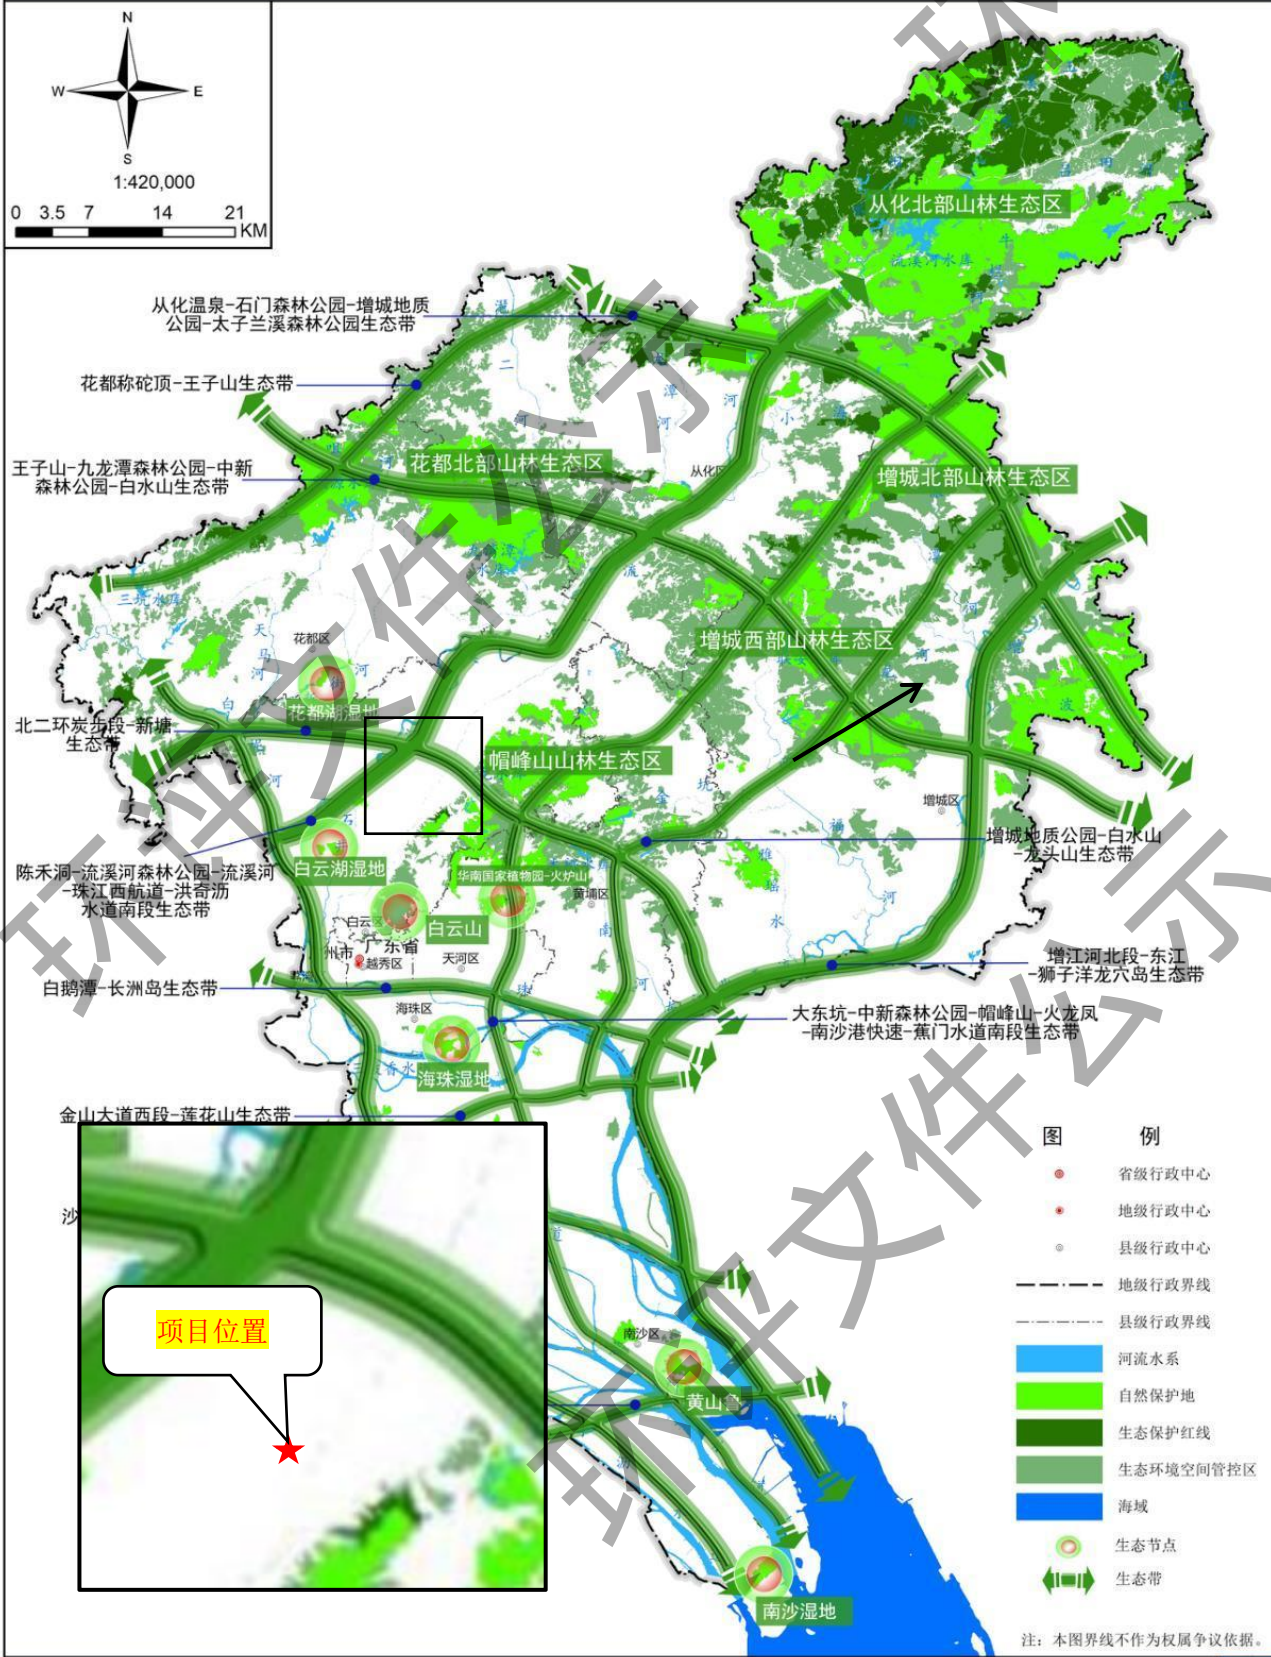 N
W
E
S
1:420,000
0 3.5 7 14 21
KM
从化北部山林生态区
流溪河水库
从化温泉-石门森林公园-增城地质
公园-太子兰溪森林公园生态带
花都称砣顶-王子山生态带
王子山-九龙潭森林公园-中新
森林公园-白水山生态带
花都北部山林生态区
从化区
增城北部山林生态区
三坑水库
花都区
增城西部山林生态区
花都湖湿地
北二环炭步段-新塘
生态带
帽峰山山林生态区
增城区
增城地质公园-白水山
-龙头山生态带
白云湖湿地
陈禾洞-流溪河森林公园-流溪河
-珠江西航道-洪奇沥
水道南段生态带
华南国家植物园-火炉山
黄埔区
白云区
白云山
广东省
州市
越秀区
天河区
增江河北段-东江
-狮子洋龙穴岛生态带
白鹅潭-长洲岛生态带
海珠区
大东坑-中新森林公园-帽峰山-火龙凤
-南沙港快速-蕉门水道南段生态带
海珠湿地
金山大道西段-莲花山生态带
沙
项目位置
南沙区
黄山鲁
南沙湿地
图 例
省级行政中心
地级行政中心
县级行政中心
地级行政界线
县级行政界线
河流水系
自然保护地
生态保护红线
生态环境空间管控区
海域
生态节点
生态带
注：本图界线不作为权属争议依据。
环评文件公示
环评文件公示
环